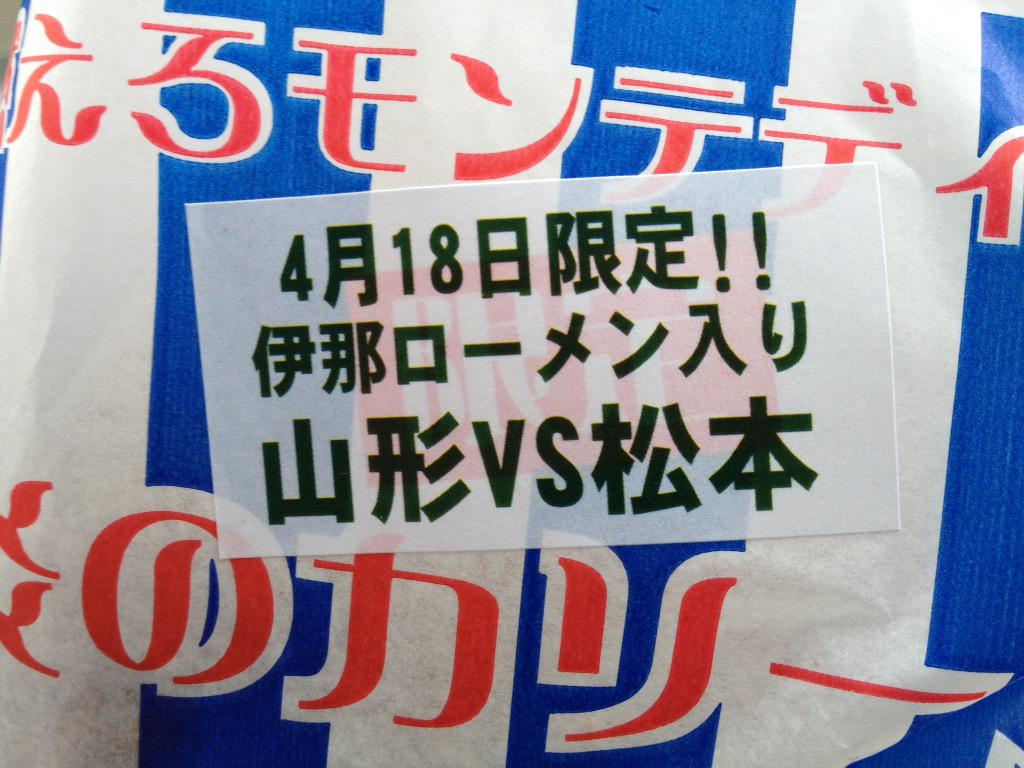 えろモンテディ
4月18日限定!!
伊那ローメン入り
山形VS松本
のカリー